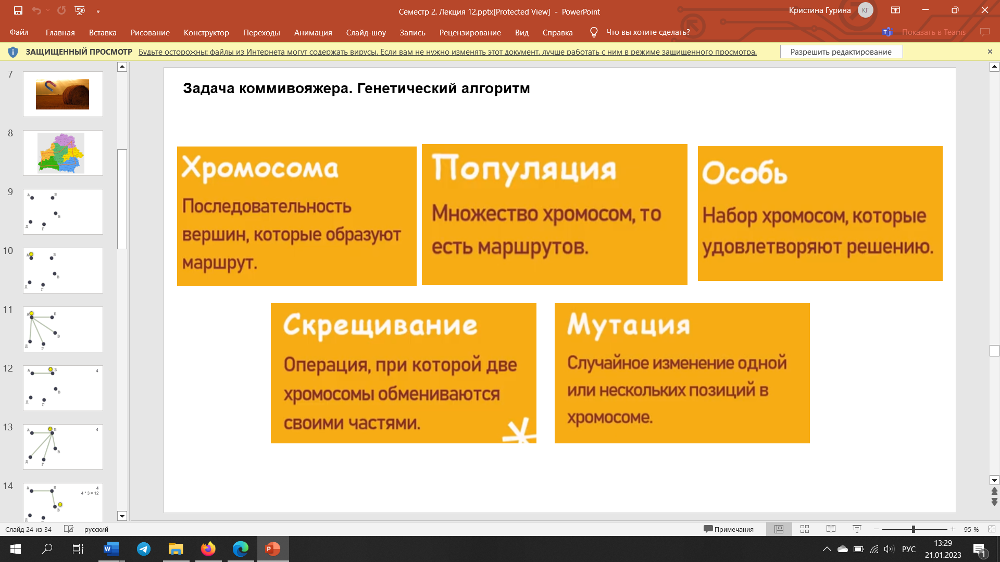 Семестр 2. Лекция 12.pptx[Protected View] - PowerPoint
Кристина Гурина
КГ
Файл
Главная
Вставка
Рисование
Конструктор
Переходы
Анимация
Слайд-шоу
Запись
Рецензирование
Вид
Справка
Что вы хотите сделать?
Показать в Teams
ЗАЩИЩЕННЫЙ ПРОСМОТР
Будьте осторожны: файлы из Интернета могут содержать вирусы. Если вам не нужно изменять этот документ, лучше работать с ним в режиме защищенного просмотра.
Разрешить редактирование
7
8
9
А
Б
В
Д
Г
10
А
Б
В
Д
Г
11
А
Б
В
Д
Г
12
А
Б
4
В
Д
Г
13
А
Б
4
В
Д
Г
14
А
Б
4
4 * 3 = 12
В
Д
Г
Задача коммивояжера. Генетический алгоритм
Хромосома
Последовательность
вершин, которые образуют
маршрут.
Популяция
Множество хромосом, то
есть маршрутов.
Особь
Набор хромосом, которые
удовлетворяют решению.
Скрещивание
Операция, при которой две
хромосомы обмениваются
своими частями.
Мутация
Случайное изменение одной
или нескольких позиций в
хромосоме.
Слайд 24 из 34
русский
Примечания
95 %
РУС
13:29
21.01.2023
1